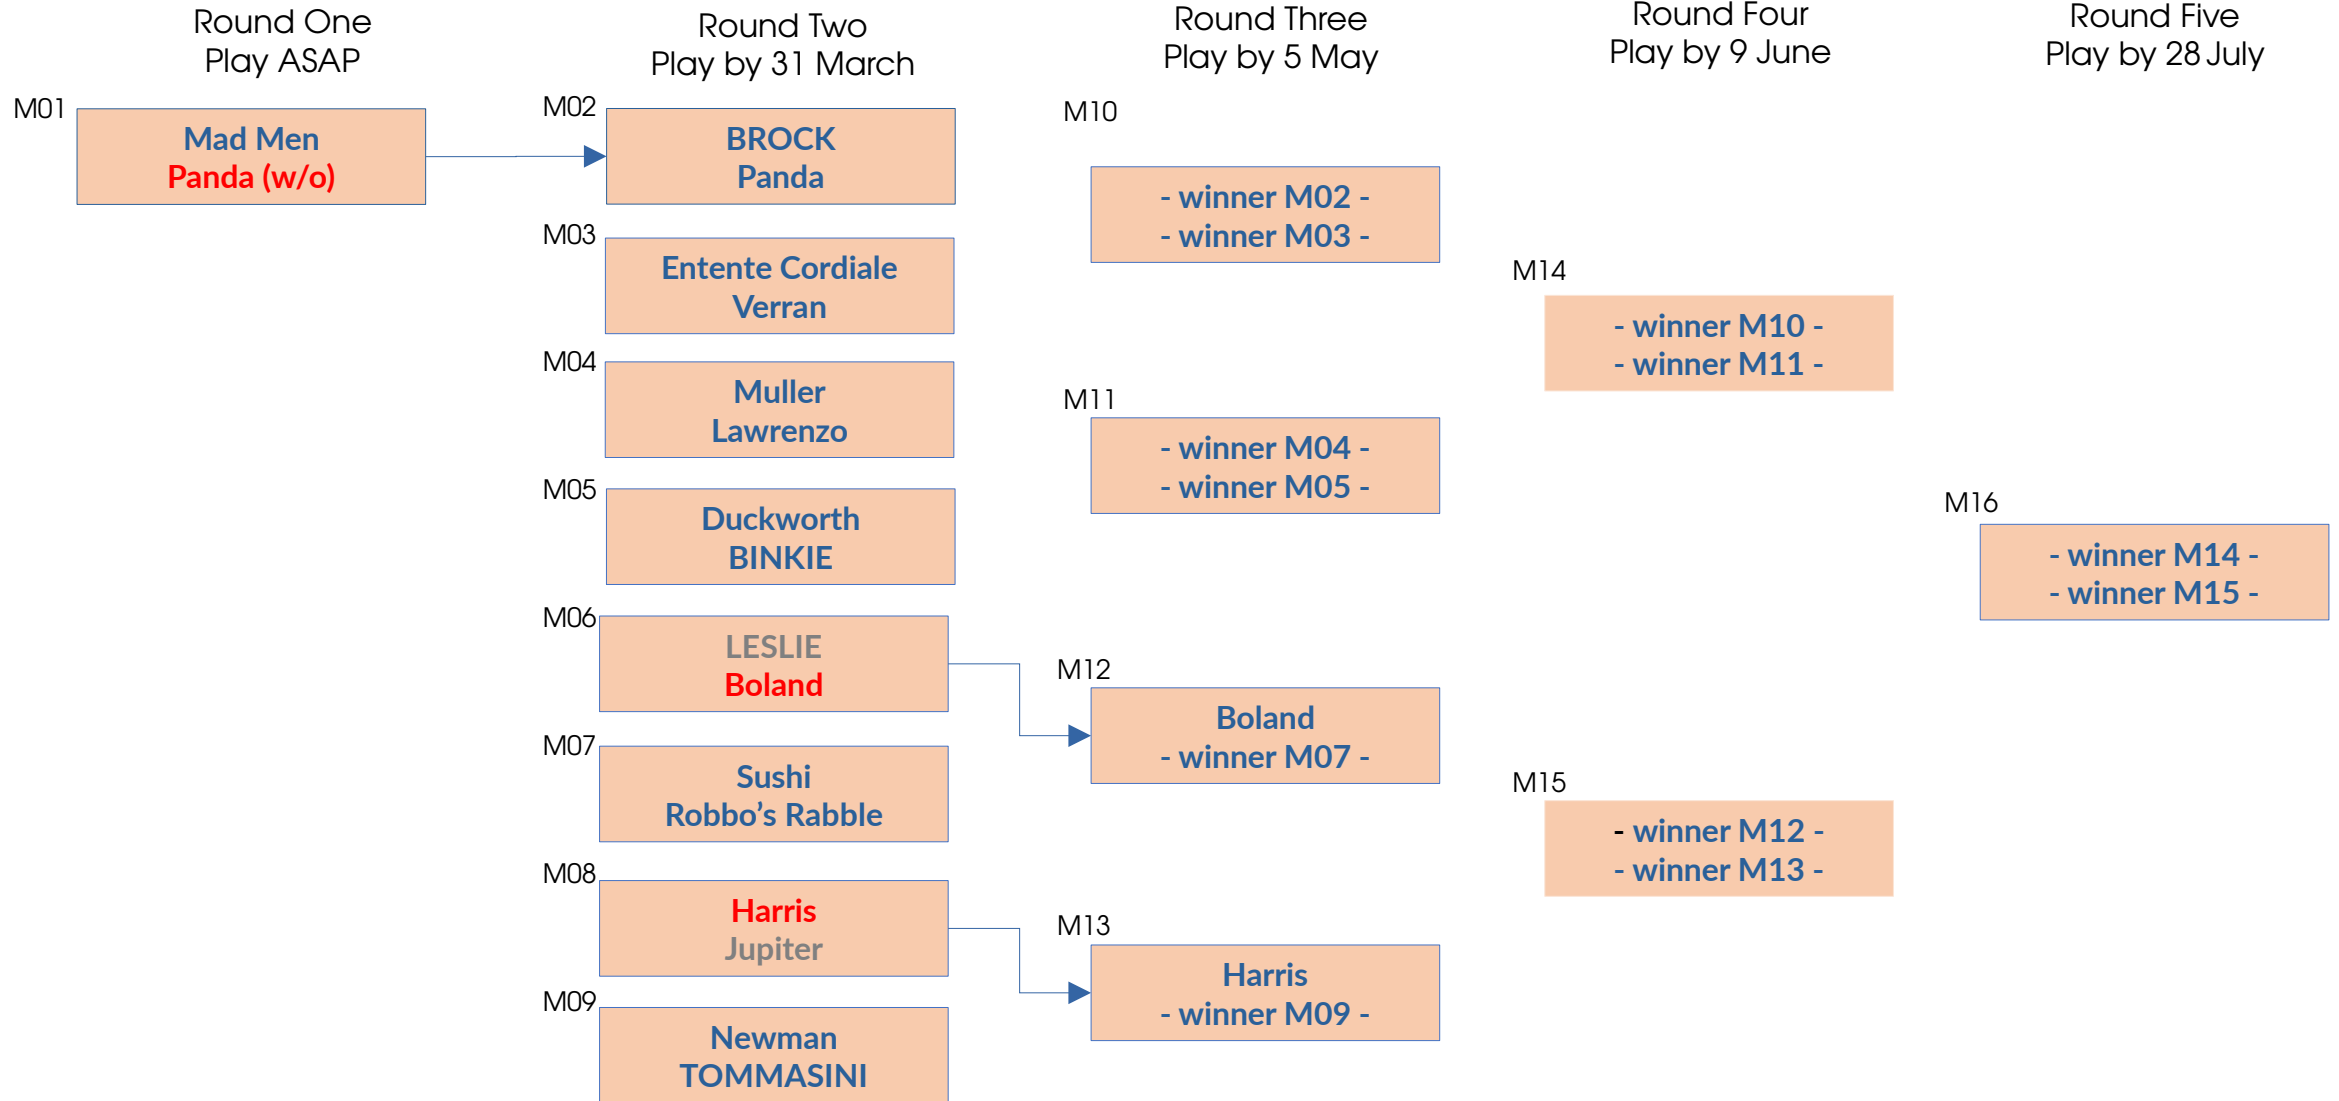 Round One
Play ASAP
M01
Mad Men
Panda (w/o)
Round Two
Play by 31 March
M02
BROCK
Panda
M03
Entente Cordiale
Verran
M04
Muller
Lawrenzo
M05
Duckworth
BINKIE
M06
LESLIE
Boland
M07
Sushi
Robbo’s Rabble
M08
Harris
Jupiter
M09
Newman
TOMMASINI
Round Three
Play by 5 May
M10
- winner M02 -
- winner M03 -
M11
- winner M04 -
- winner M05 -
M12
Boland
- winner M07 -
M13
Harris
- winner M09 -
Round Four
Play by 9 June
M14
- winner M10 -
- winner M11 -
M15
- winner M12 -
- winner M13 -
Round Five
Play by 28 July
M16
- winner M14 -
- winner M15 -